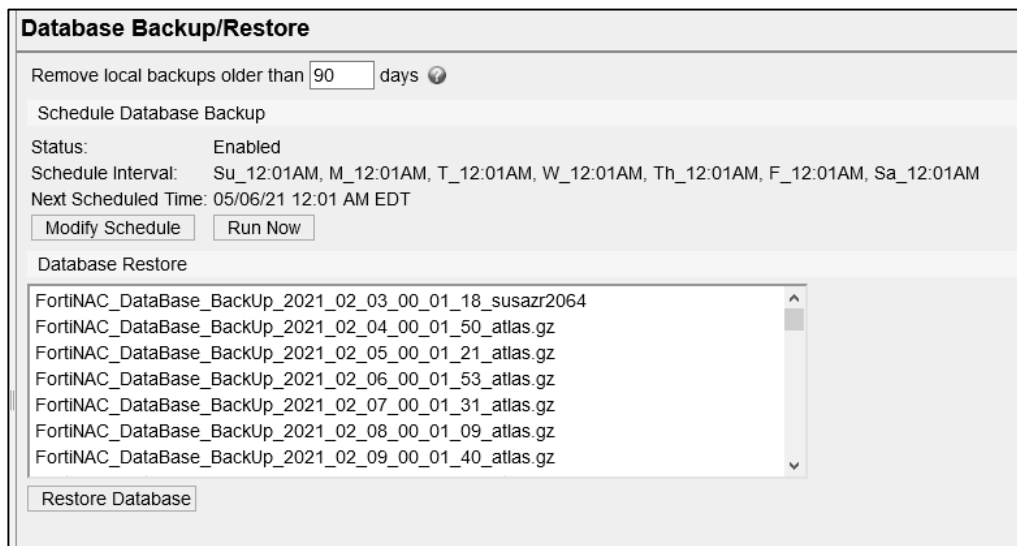 Database Backup/Restore
Remove local backups older than 90 days
Schedule Database Backup
Status: Enabled
Schedule Interval: Su_12:01AM, M_12:01AM, T_12:01AM, W_12:01AM, Th_12:01AM, F_12:01AM, Sa_12:01AM
Next Scheduled Time: 05/06/21 12:01 AM EDT
Modify Schedule Run Now
Database Restore
FortiNAC_DataBase_BackUp_2021_02_03_00_01_18_susazr2064
FortiNAC_DataBase_BackUp_2021_02_04_00_01_50_atlas.gz
FortiNAC_DataBase_BackUp_2021_02_05_00_01_21_atlas.gz
FortiNAC_DataBase_BackUp_2021_02_06_00_01_53_atlas.gz
FortiNAC_DataBase_BackUp_2021_02_07_00_01_31_atlas.gz
FortiNAC_DataBase_BackUp_2021_02_08_00_01_09_atlas.gz
FortiNAC_DataBase_BackUp_2021_02_09_00_01_40_atlas.gz
Restore Database